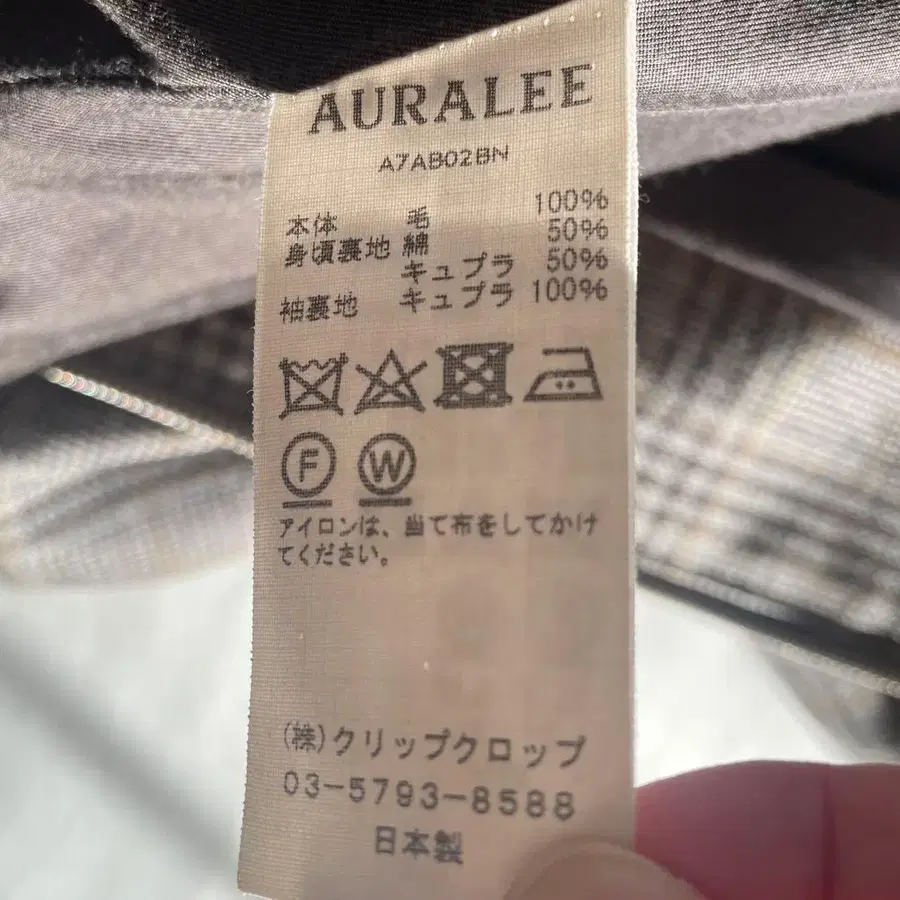 AURALEE
A7AB02BN
本体 毛 100%
身頃裏地 綿 50%
キュプラ 50%
袖裏地 キュプラ 100%
F W
アイロンは、当て布をしてかけ
てください。
(株)クリップクロップ
03-5793-8588
日本製